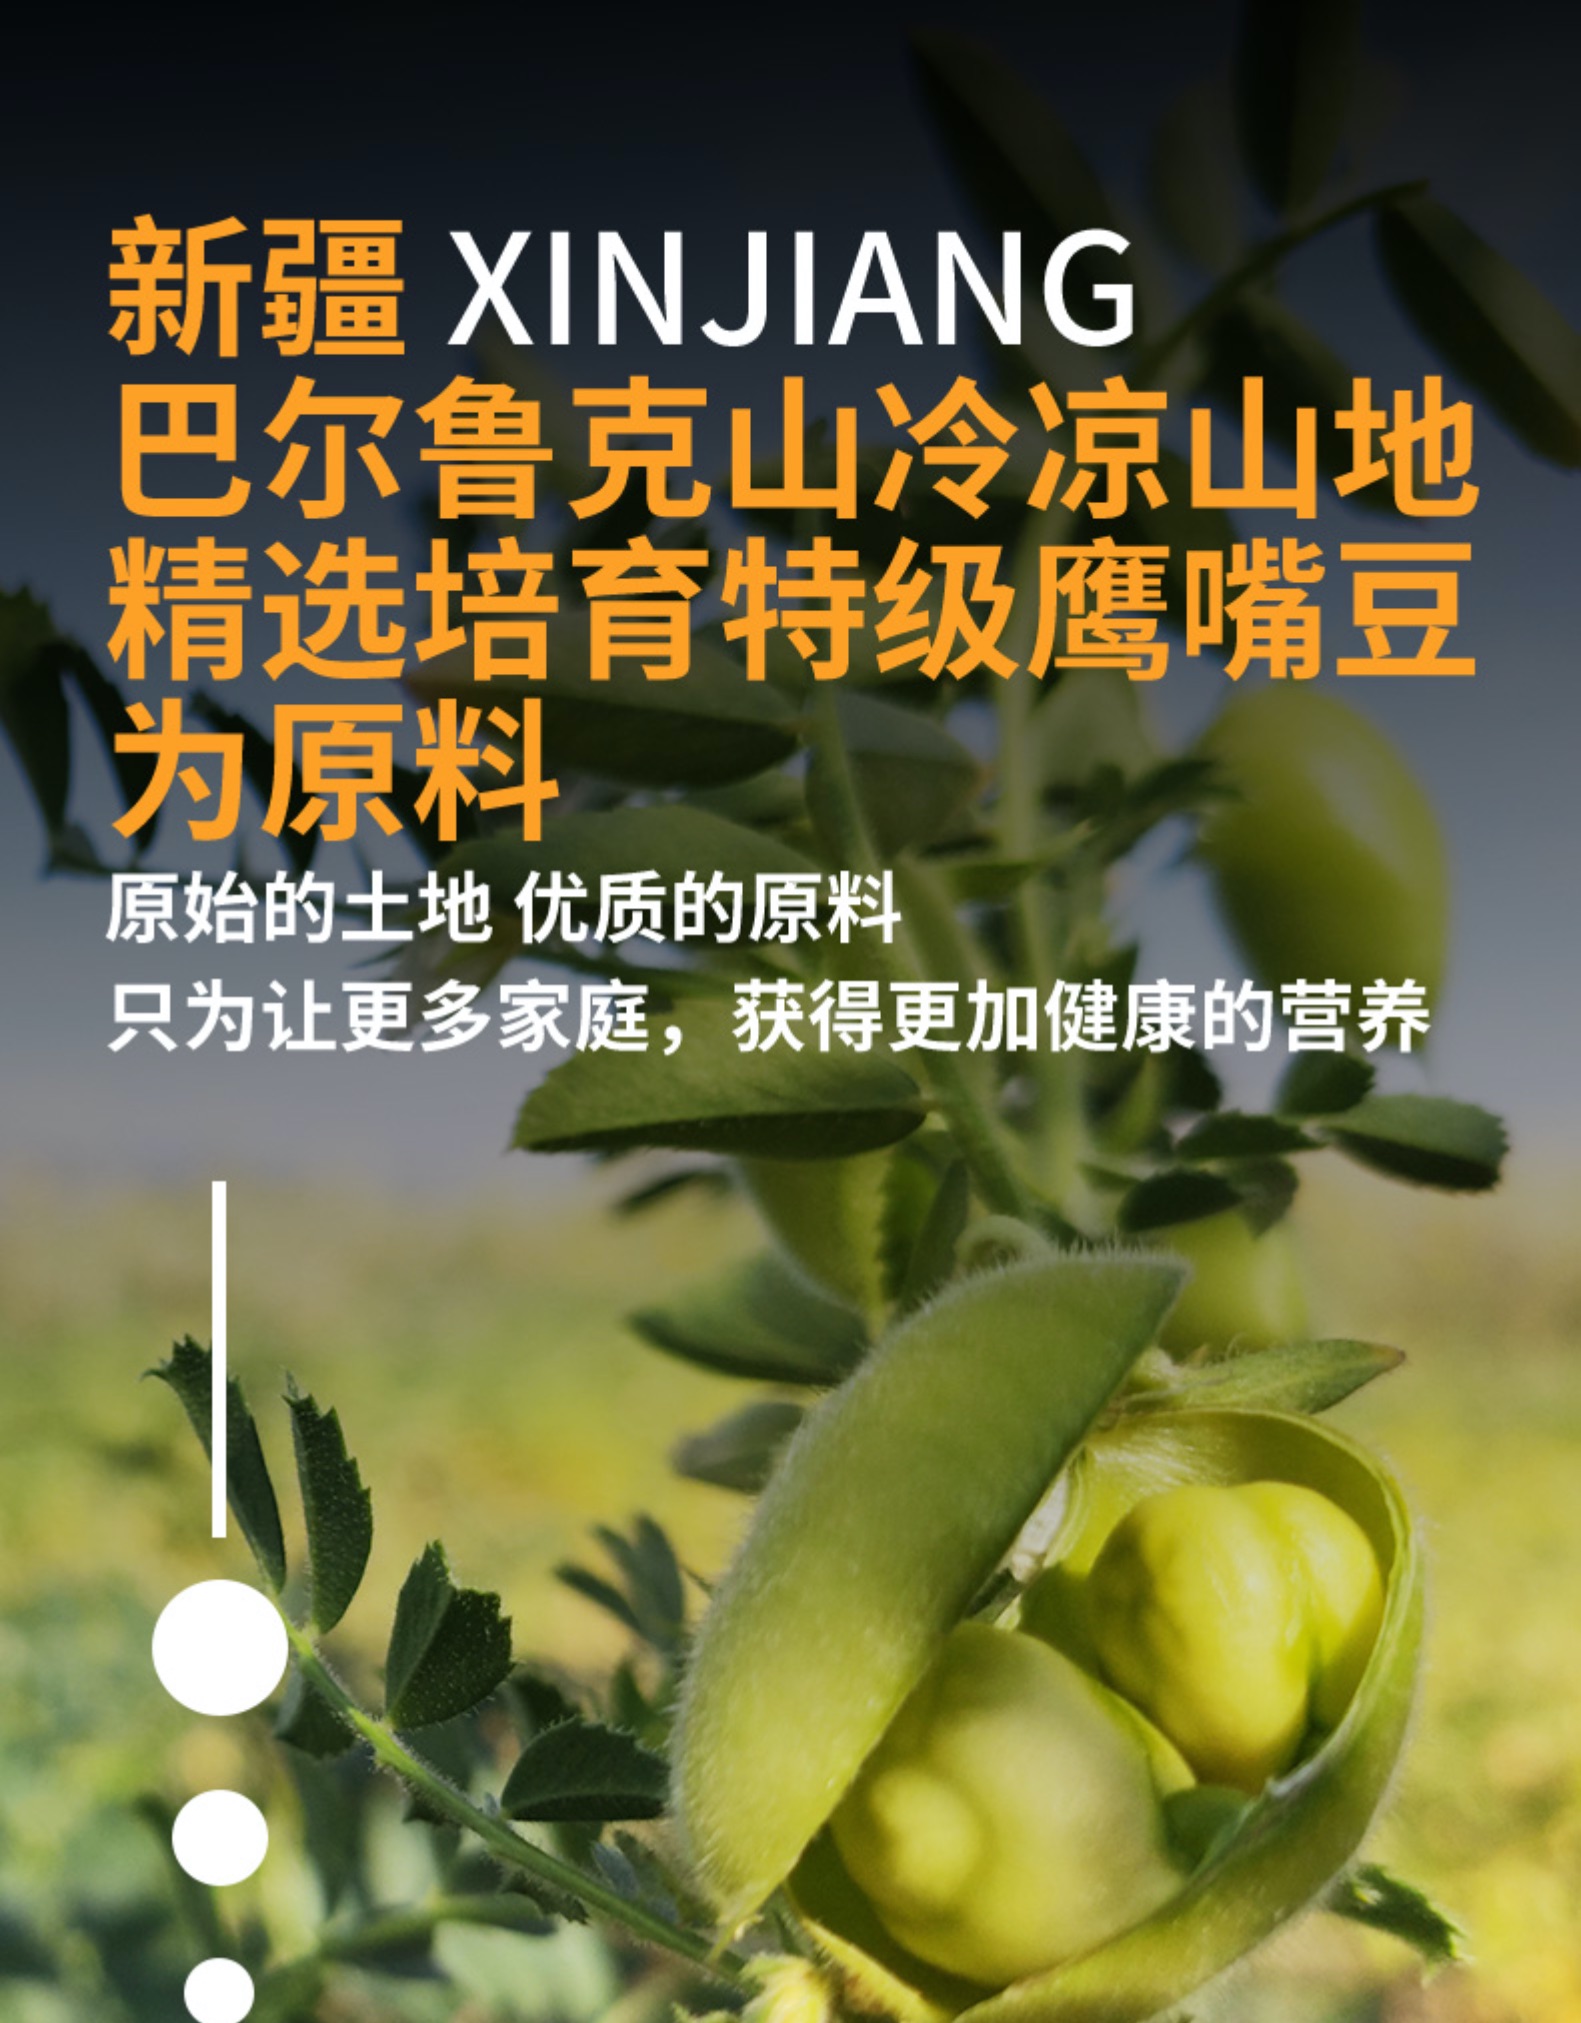 新疆 XINJIANG
巴尔鲁克山冷凉山地
精选培育特级鹰嘴豆
为原料
原始的土地 优质的原料
只为让更多家庭，获得更加健康的营养